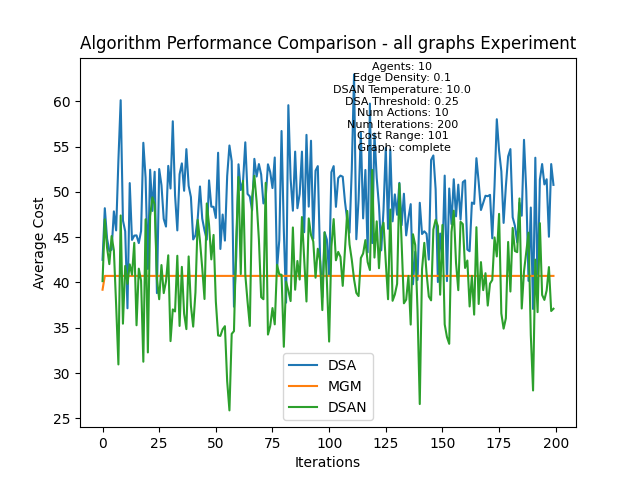 Algorithm Performance Comparison - all graphs Experiment
Agents: 10
Edge Density: 0.1
DSAN Temperature: 10.0
DSA Threshold: 0.25
Num Actions: 10
Num Iterations: 200
Cost Range: 101
Graph: complete
Average Cost
60
55
50
45
40
35
30
25
DSA
MGM
DSAN
0
25
50
75
100
125
150
175
200
Iterations